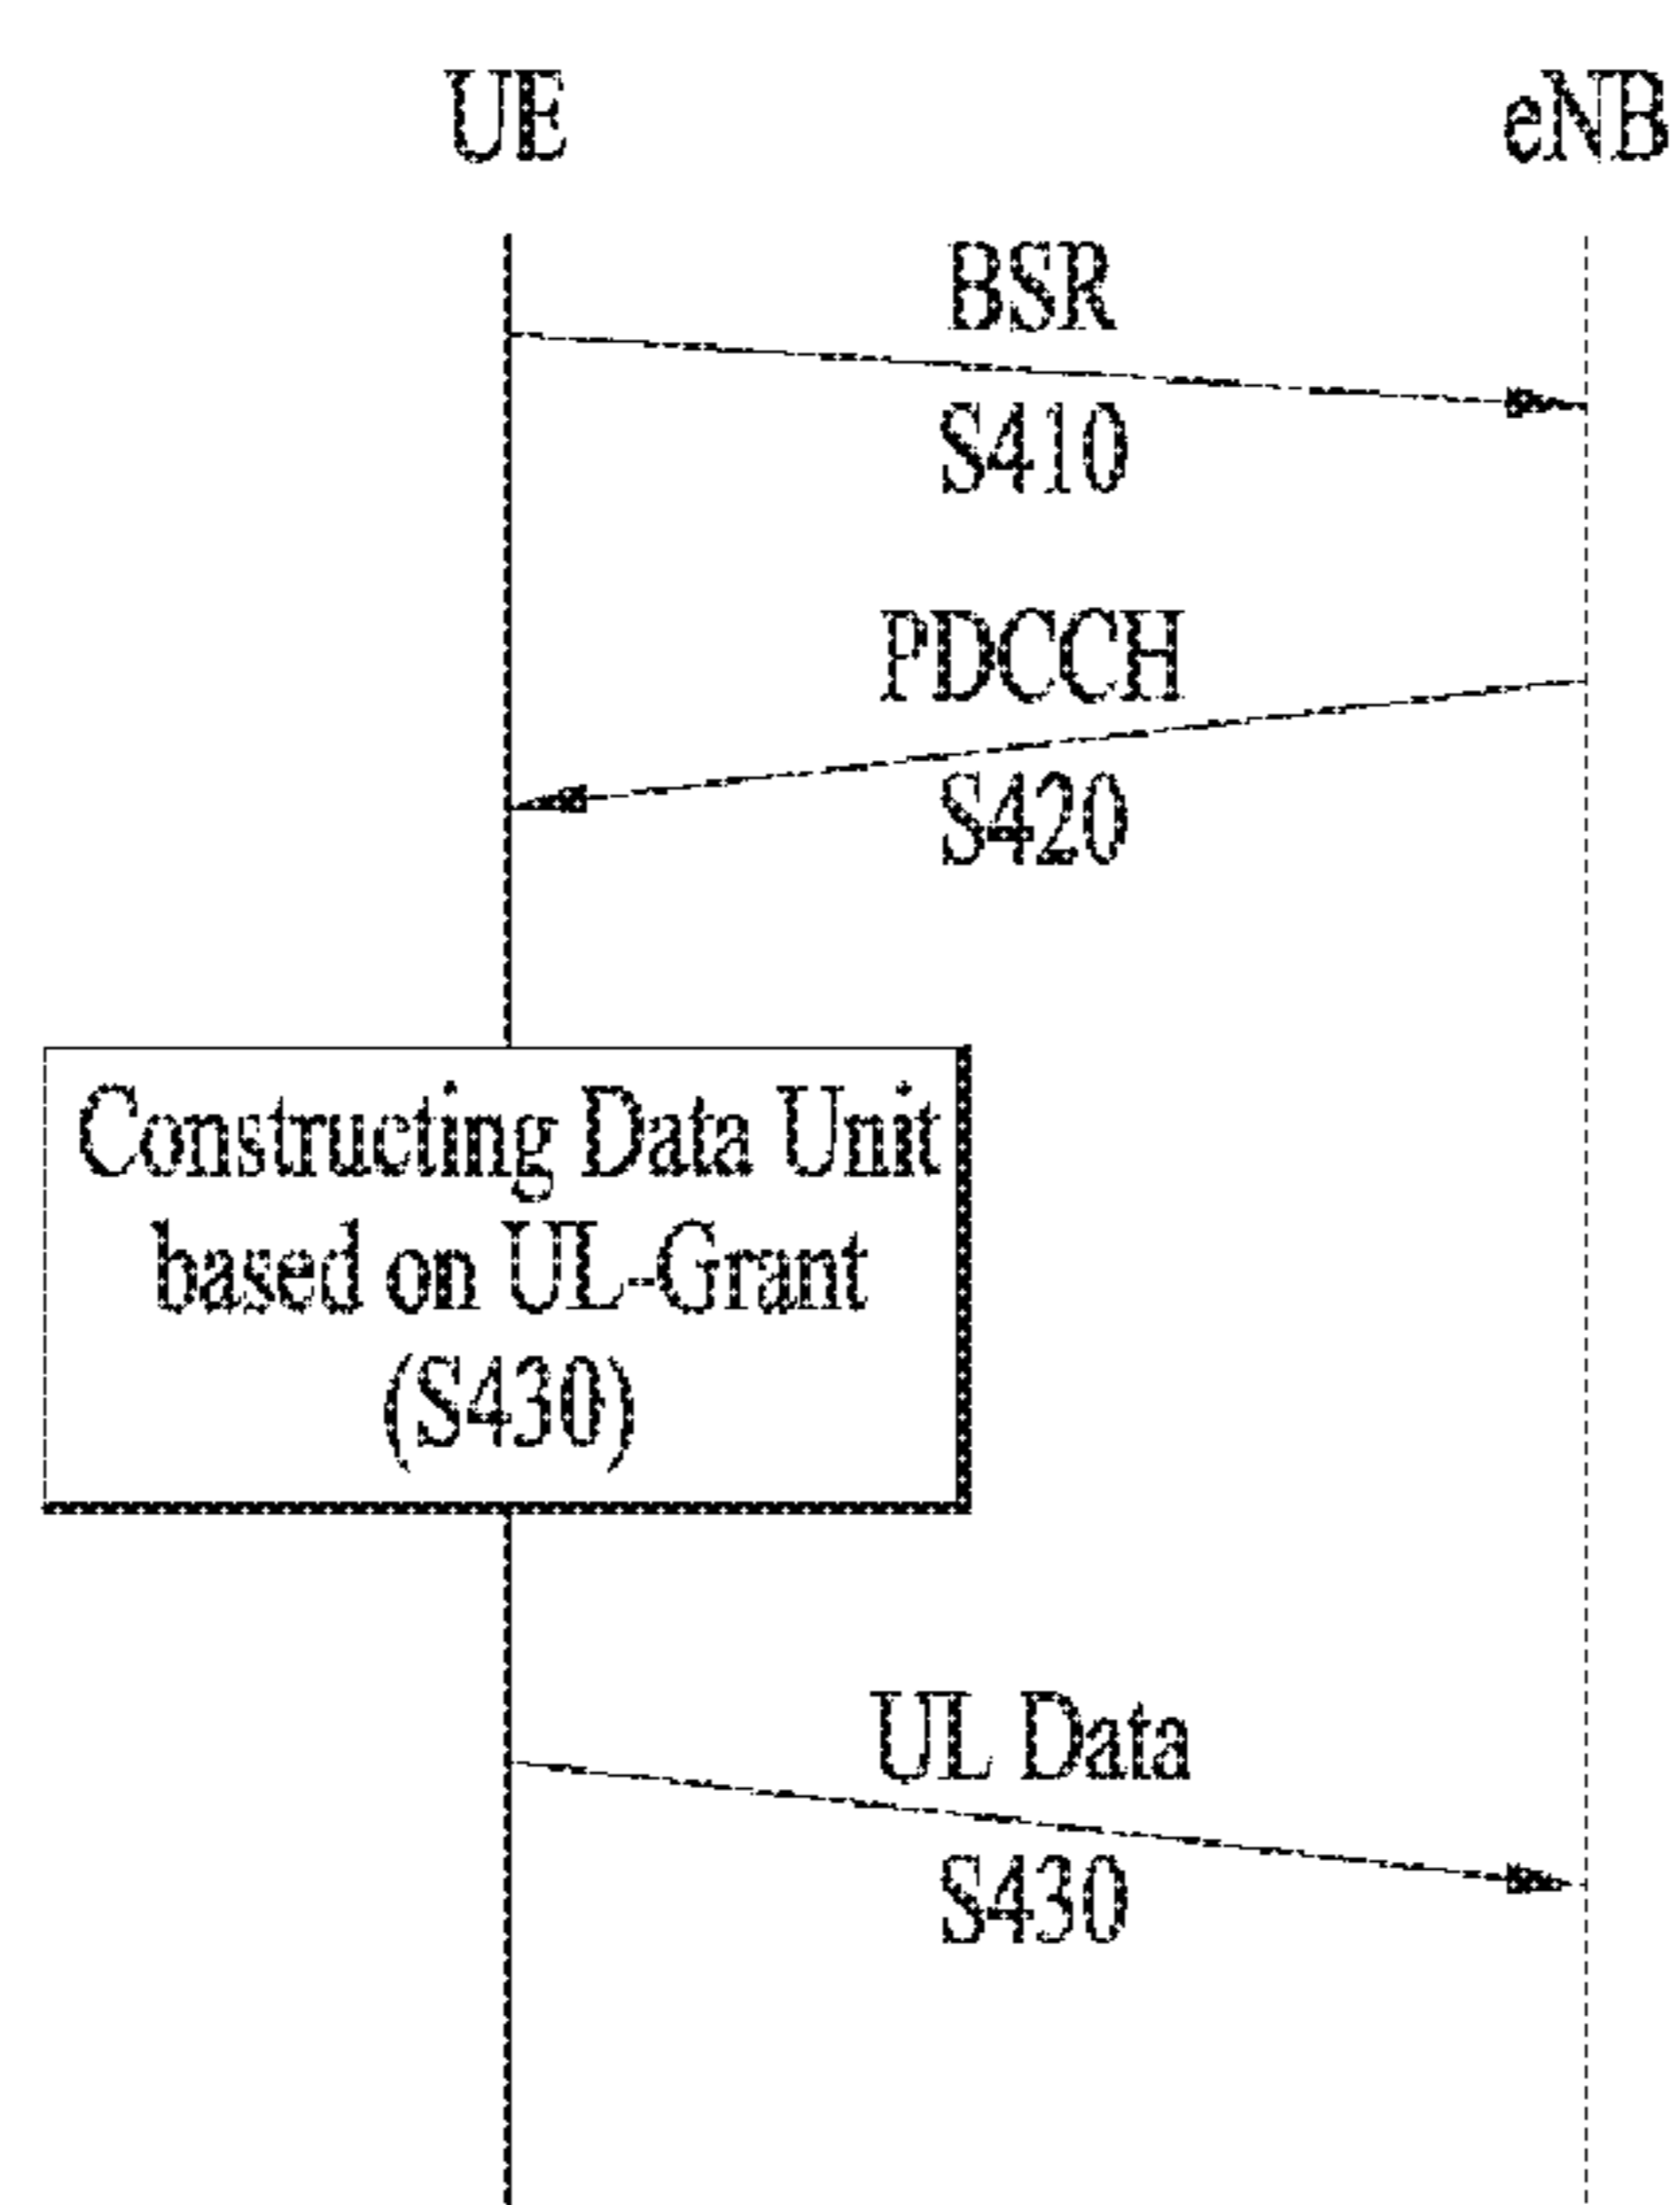 UE
eNB
BSR
S410
PDCCH
S420
Constructing Data Unit
based on UL-Grant
(S430)
UL Data
S430